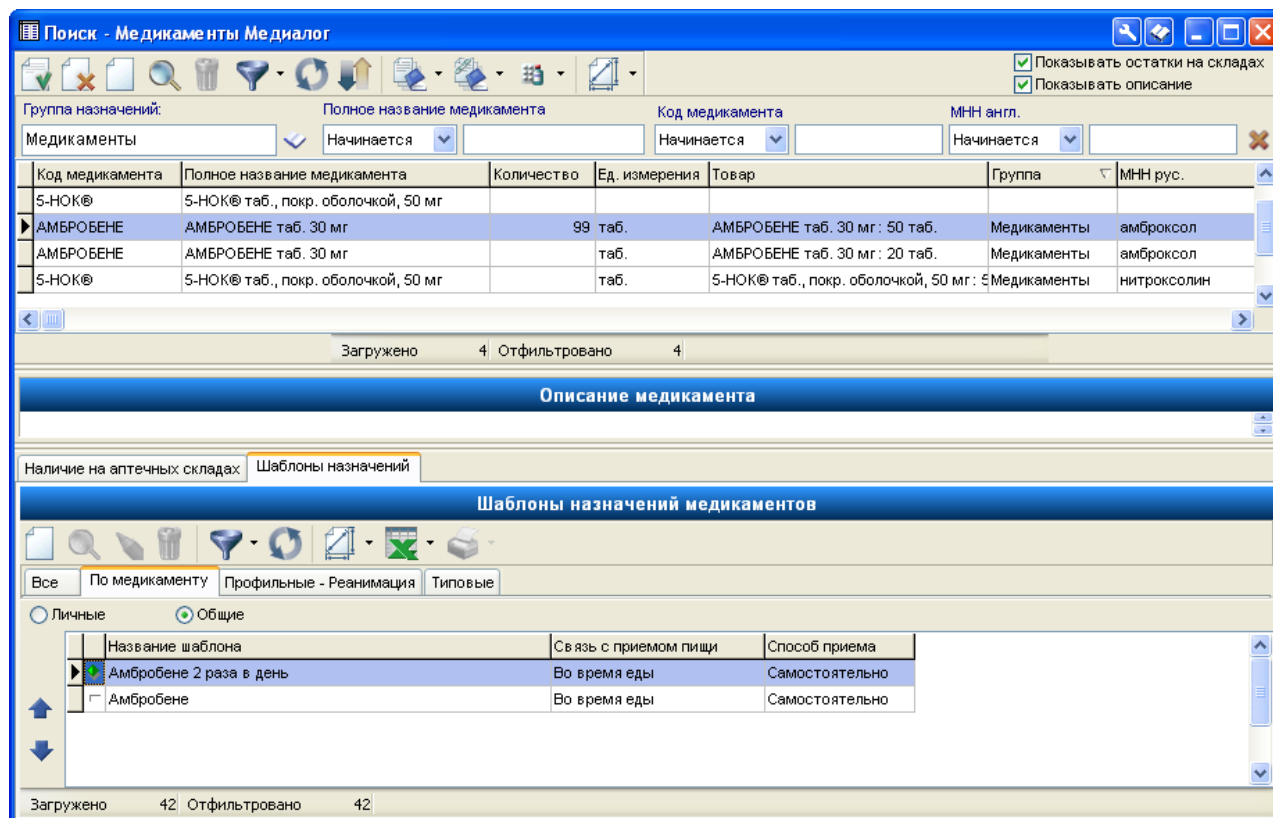 Поиск - Медикаменты Медиалог
Показывать остатки на складах
Показывать описание
Группа назначений: Полное название медикамента Код медикамента МНН англ.
Медикаменты Начинается Начинается Начинается
Код медикамента Полное название медикамента Количество Ед. измерения Товар Группа МНН рус.
5-НОК® 5-НОК® таб., покр. оболочкой, 50 мг
АМБРОБЕНЕ АМБРОБЕНЕ таб. 30 мг 99 таб. АМБРОБЕНЕ таб. 30 мг : 50 таб. Медикаменты амброксол
АМБРОБЕНЕ АМБРОБЕНЕ таб. 30 мг таб. АМБРОБЕНЕ таб. 30 мг : 20 таб. Медикаменты амброксол
5-НОК® 5-НОК® таб., покр. оболочкой, 50 мг таб. 5-НОК® таб., покр. оболочкой, 50 мг : 5 Медикаменты нитроксолин
Загружено 4 Отфильтровано 4
Описание медикамента
Наличие на аптечных складах Шаблоны назначений
Шаблоны назначений медикаментов
Все По медикаменту Профильные - Реанимация Типовые
Личные Общие
Название шаблона Связь с приемом пищи Способ приема
Амбробене 2 раза в день Во время еды Самостоятельно
Амбробене Во время еды Самостоятельно
Загружено 42 Отфильтровано 42